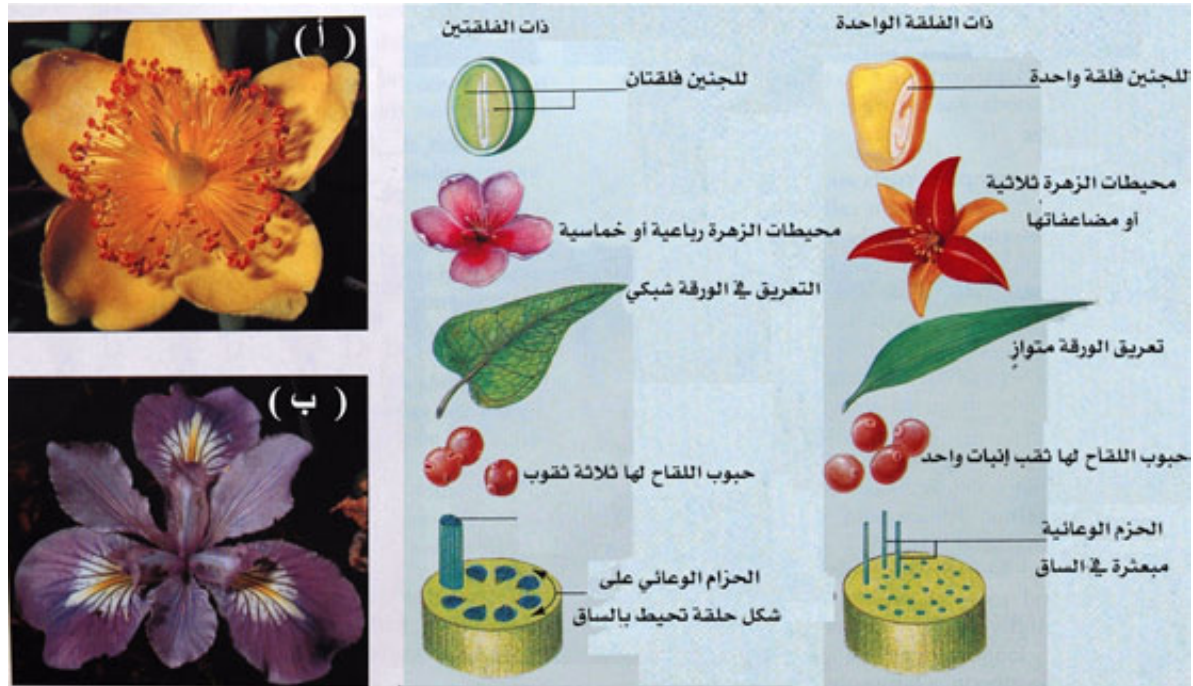 ذات الفلقة الواحدة
للجنين فلقة واحدة
محيطات الزهرة ثلاثية
أو مضاعفاتها
تعريق الورقة متوازٍ
حبوب اللقاح لها ثقب إنبات واحد
الحزم الوعائية
مبعثرة في الساق
ذات الفلقتين
للجنين فلقتان
محيطات الزهرة رباعية أو خماسية
التعريق في الورقة شبكي
حبوب اللقاح لها ثلاثة ثقوب
الحزام الوعائي على
شكل حلقة تحيط بالساق
( أ )
( ب )